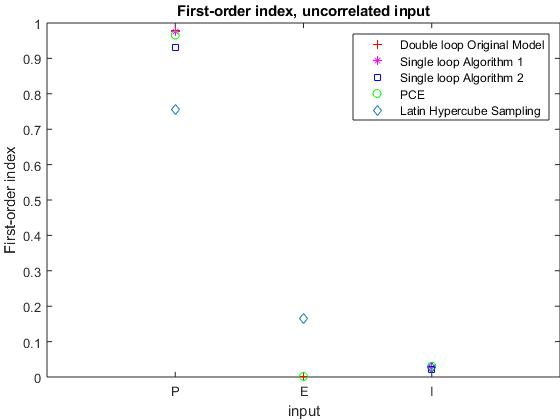 First-order index, uncorrelated input
1
0.9
0.8
0.7
0.6
0.5
0.4
0.3
0.2
0.1
0
First-order index
Double loop Original Model
Single loop Algorithm 1
Single loop Algorithm 2
PCE
Latin Hypercube Sampling
P E I
input